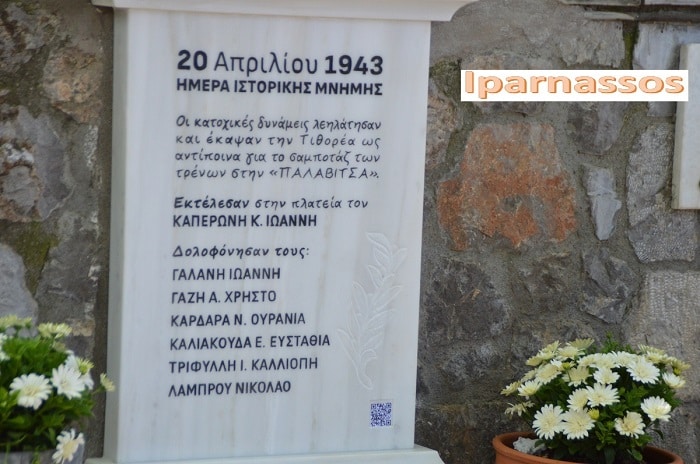 20 Απριλίου 1943
ΗΜΕΡΑ ΙΣΤΟΡΙΚΗΣ ΜΝΗΜΗΣ
Οι κατοχικές δυνάμεις λεηλάτησαν
και έκαψαν την Τιθορέα ως
αντίποινα για το σαμποτάζ των
τρένων στην «ΠΑΛΑΒΙΤΣΑ».
Εκτέλεσαν στην πλατεία τον
ΚΑΠΕΡΩΝΗ Κ. ΙΩΑΝΝΗ
Δολοφόνησαν τους:
ΓΑΛΑΝΗ ΙΩΑΝΝΗ
ΓΑΖΗ Α. ΧΡΗΣΤΟ
ΚΑΡΔΑΡΑ Ν. ΟΥΡΑΝΙΑ
ΚΑΛΙΑΚΟΥΔΑ Ε. ΕΥΣΤΑΘΙΑ
ΤΡΙΦΥΛΛΗ Ι. ΚΑΛΛΙΟΠΗ
ΛΑΜΠΡΟΥ ΝΙΚΟΛΑΟ
Iparnassos